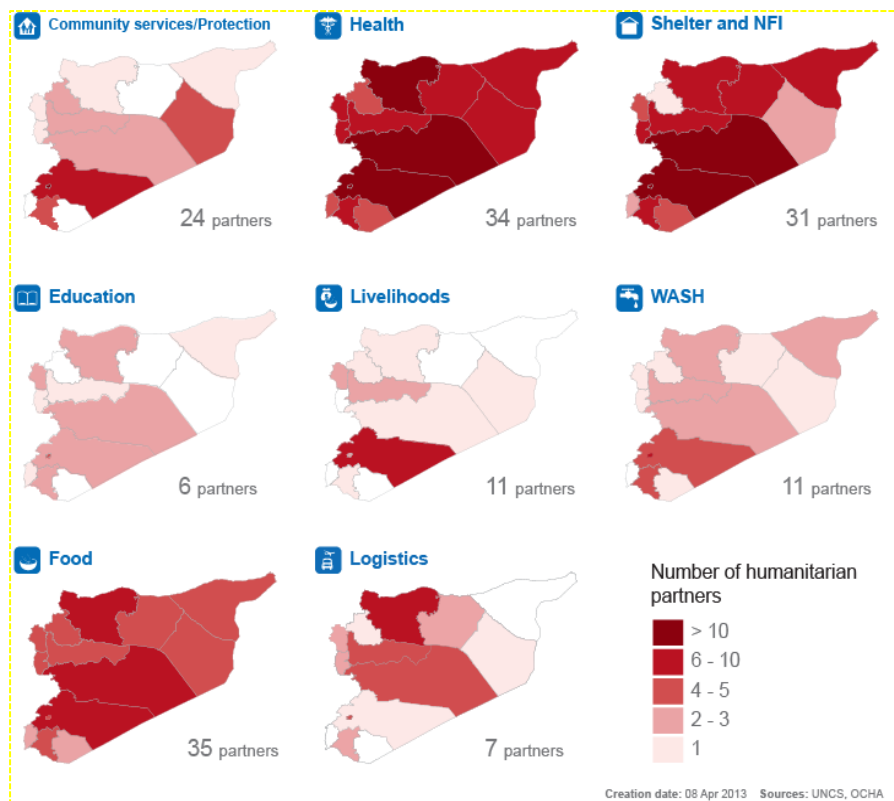 Community services/Protection
24 partners
Health
34 partners
Shelter and NFI
31 partners
Education
6 partners
Livelihoods
11 partners
WASH
11 partners
Food
35 partners
Logistics
7 partners
Number of humanitarian
partners
> 10
6 - 10
4 - 5
2 - 3
1
Creation date: 08 Apr 2013 Sources: UNCS, OCHA